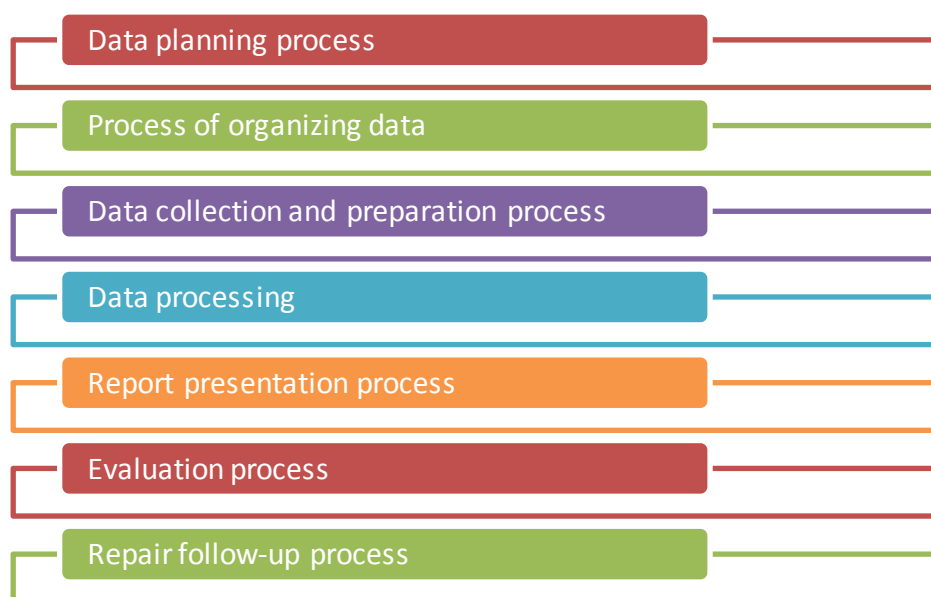 Data planning process
Process of organizing data
Data collection and preparation process
Data processing
Report presentation process
Evaluation process
Repair follow-up process